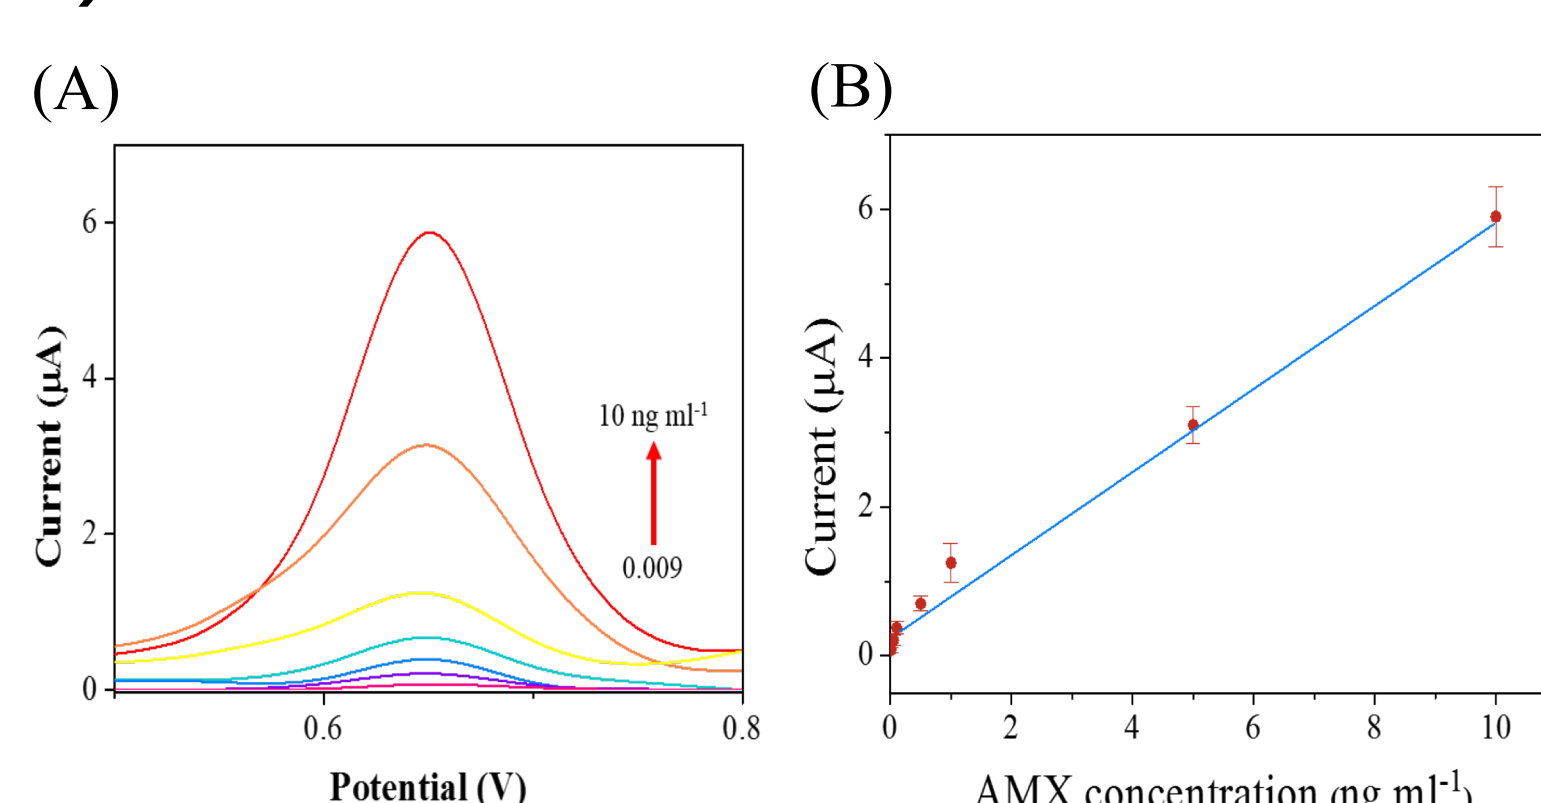 (A)
(B)
Current (μA)
6
4
2
0
10 ng ml-1
0.009
0.6
0.8
Potential (V)
Current (μA)
6
4
2
0
0
2
4
6
8
10
AMX concentration (ng ml-1)